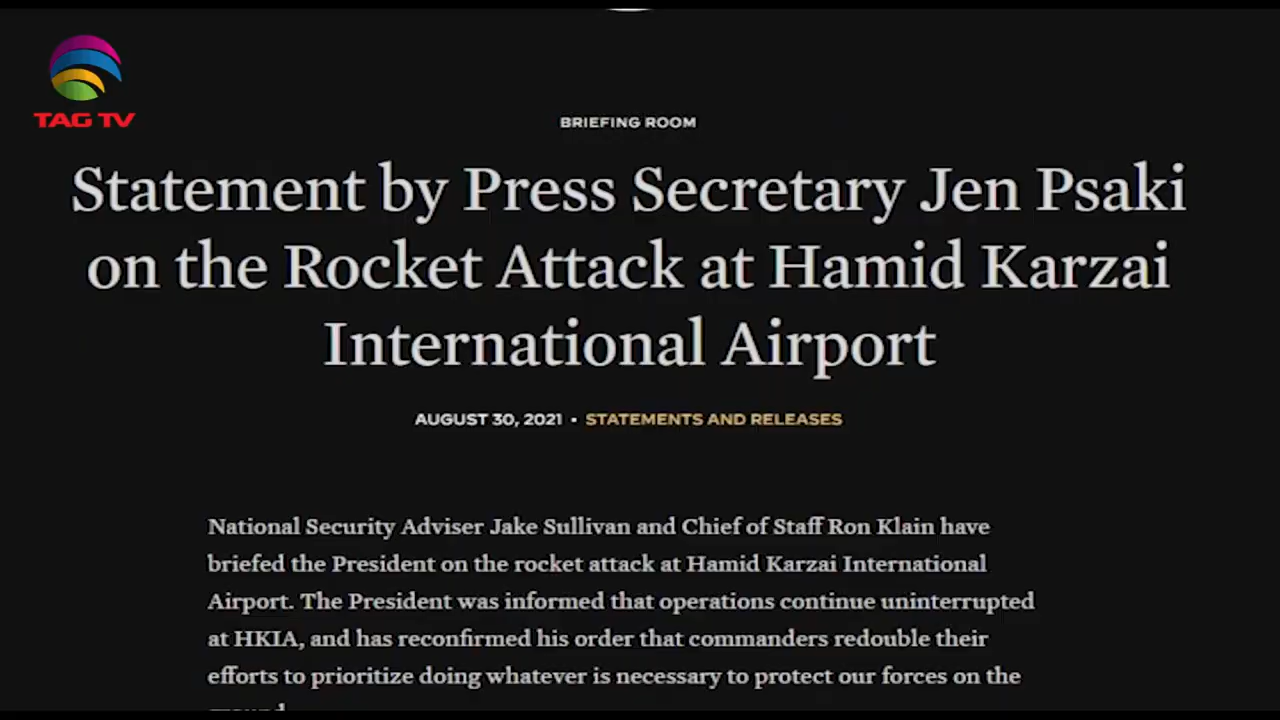 TAG TV
BRIEFING ROOM
Statement by Press Secretary Jen Psaki
on the Rocket Attack at Hamid Karzai
International Airport
AUGUST 30, 2021 • STATEMENTS AND RELEASES
National Security Adviser Jake Sullivan and Chief of Staff Ron Klain have
briefed the President on the rocket attack at Hamid Karzai International
Airport. The President was informed that operations continue uninterrupted
at HKIA, and has reconfirmed his order that commanders redouble their
efforts to prioritize doing whatever is necessary to protect our forces on the